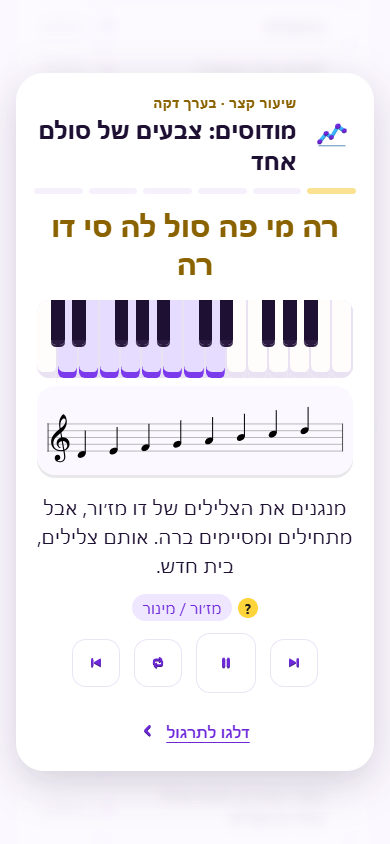 שיעור קצר · בערך דקה
מודוסים: צבעים של סולם
אחד
רה מי פה סול לה סי דו
רה
מנגנים את הצלילים של דו מז׳ור, אבל
מתחילים ומסיימים ברה. אותם צלילים,
בית חדש.
? מז׳ור / מינור
דלגו לתרגול